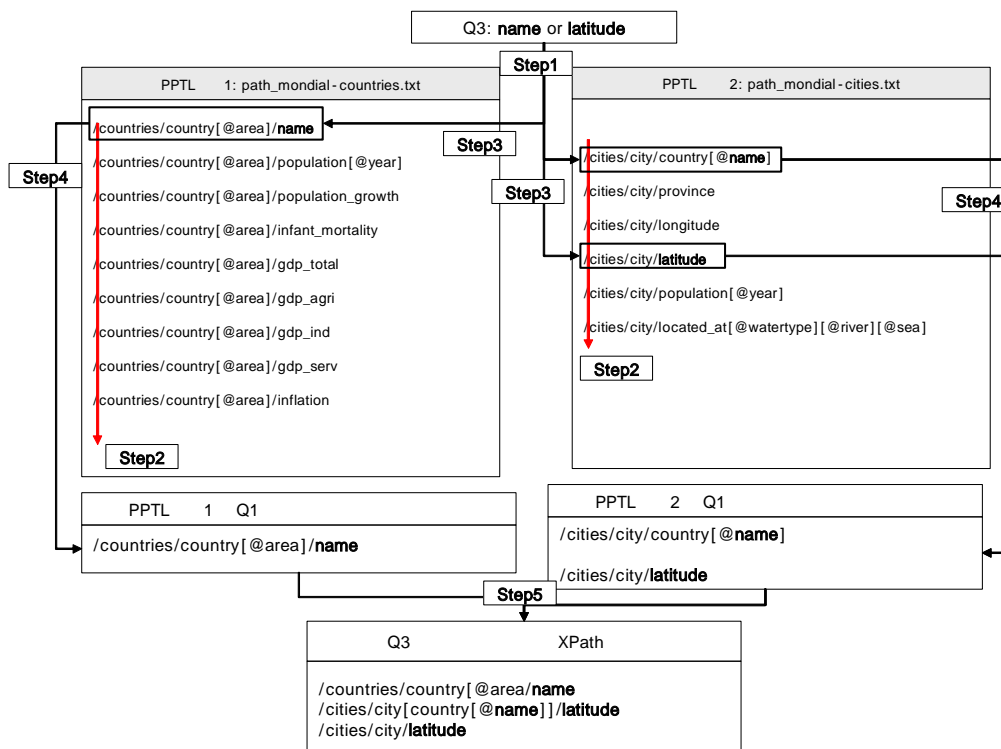 Q3: name or latitude
Step1
PPTL 1: path_mondial-countries.txt
/countries/country[@area]/name
/countries/country[@area]/population[@year]
/countries/country[@area]/population_growth
/countries/country[@area]/infant_mortality
/countries/country[@area]/gdp_total
/countries/country[@area]/gdp_agri
/countries/country[@area]/gdp_ind
/countries/country[@area]/gdp_serv
/countries/country[@area]/inflation
Step2
Step3
Step3
Step4
PPTL 2: path_mondial-cities.txt
/cities/city/country[@name]
/cities/city/province
/cities/city/longitude
/cities/city/latitude
/cities/city/population[@year]
/cities/city/located_at[@watertype][@river][@sea]
Step2
Step4
PPTL 1 Q1
/countries/country[@area]/name
PPTL 2 Q1
/cities/city/country[@name]
/cities/city/latitude
Step5
Q3 XPath
/countries/country[@area/name
/cities/city[country[@name]]/latitude
/cities/city/latitude